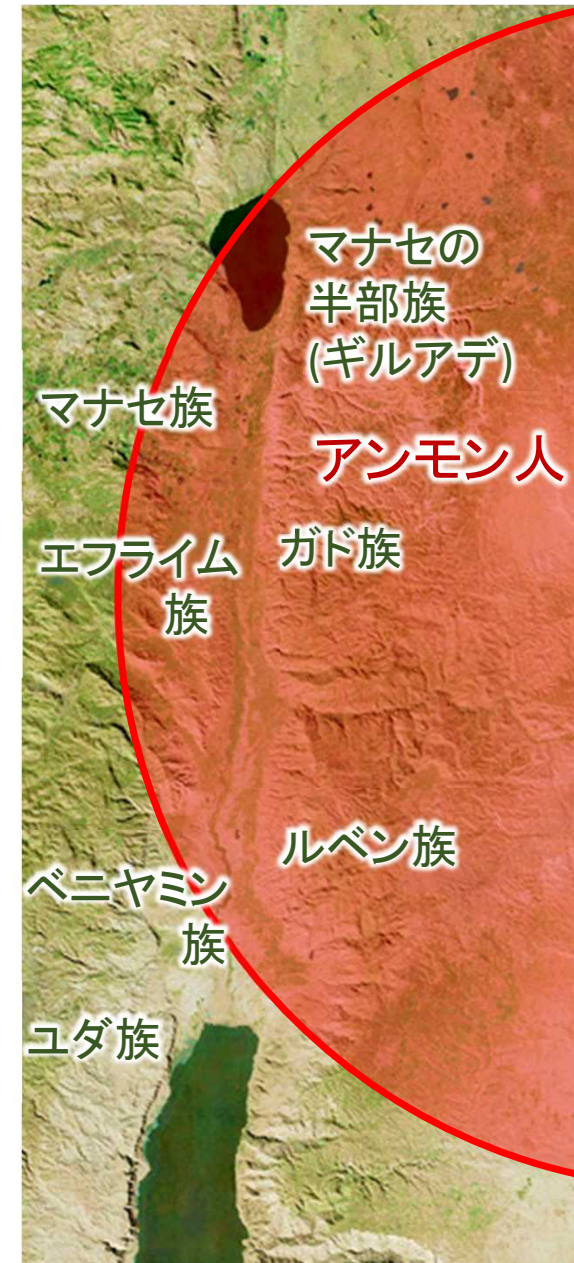 マナセの
半部族
(ギルアデ)
マナセ族
アンモン人
エフライム
族
ガド族
ルベン族
ベニヤミン
族
ユダ族